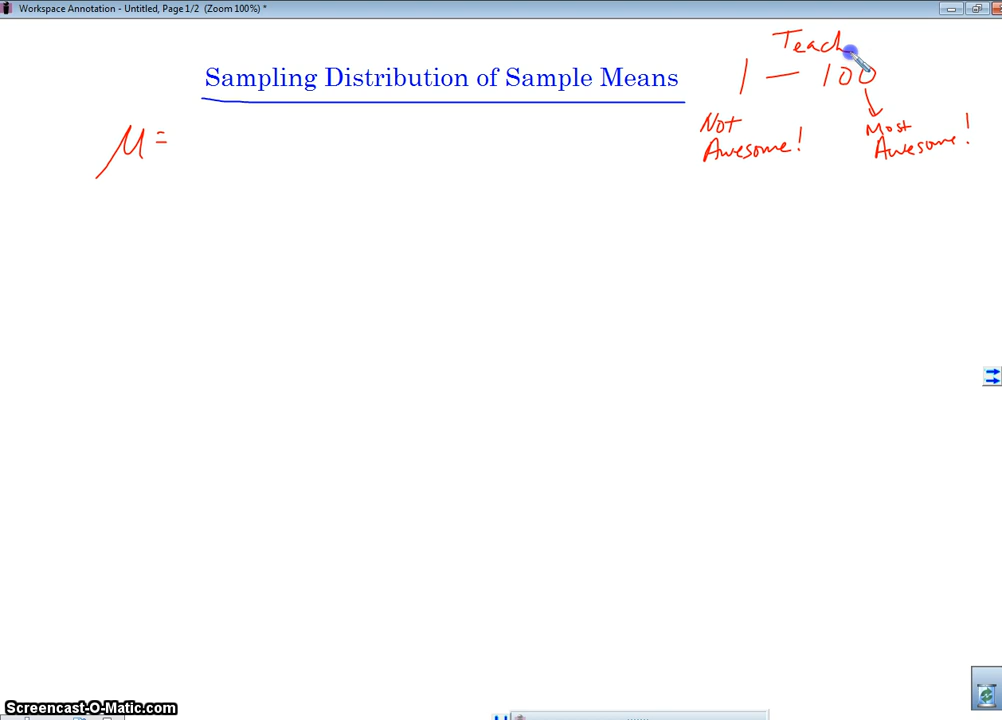 Workspace Annotation - Untitled, Page 1/2 (Zoom 100%) *
Teach
Sampling Distribution of Sample Means
1 — 100
Not
Awesome!
Most
Awesome!
μ =
Screencast-O-Matic.com